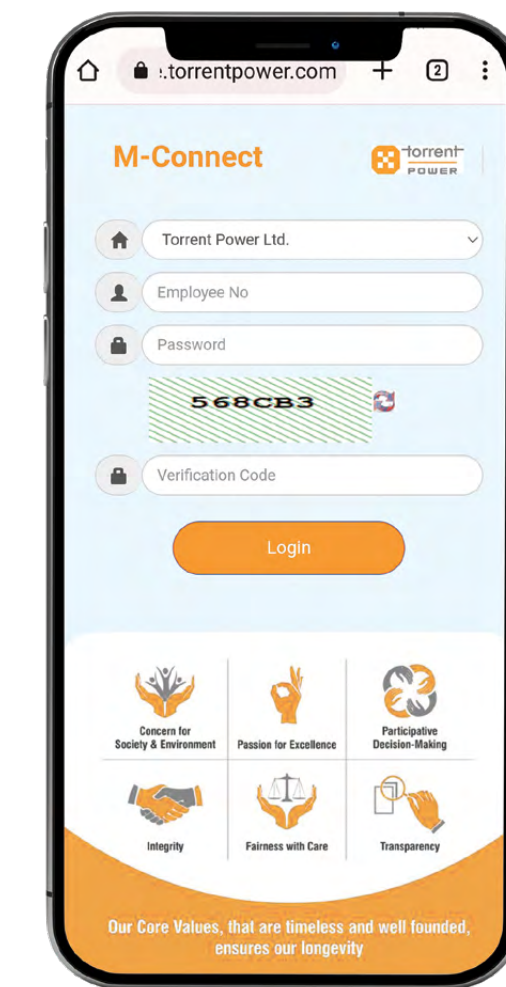 :.torrentpower.com
2
M-Connect
torrent
POWER
Torrent Power Ltd.
Employee No
Password
568CB3
Verification Code
Login
Concern for
Society & Environment
Passion for Excellence
Participative
Decision-Making
Integrity
Fairness with Care
Transparency
Our Core Values, that are timeless and well founded,
ensures our longevity